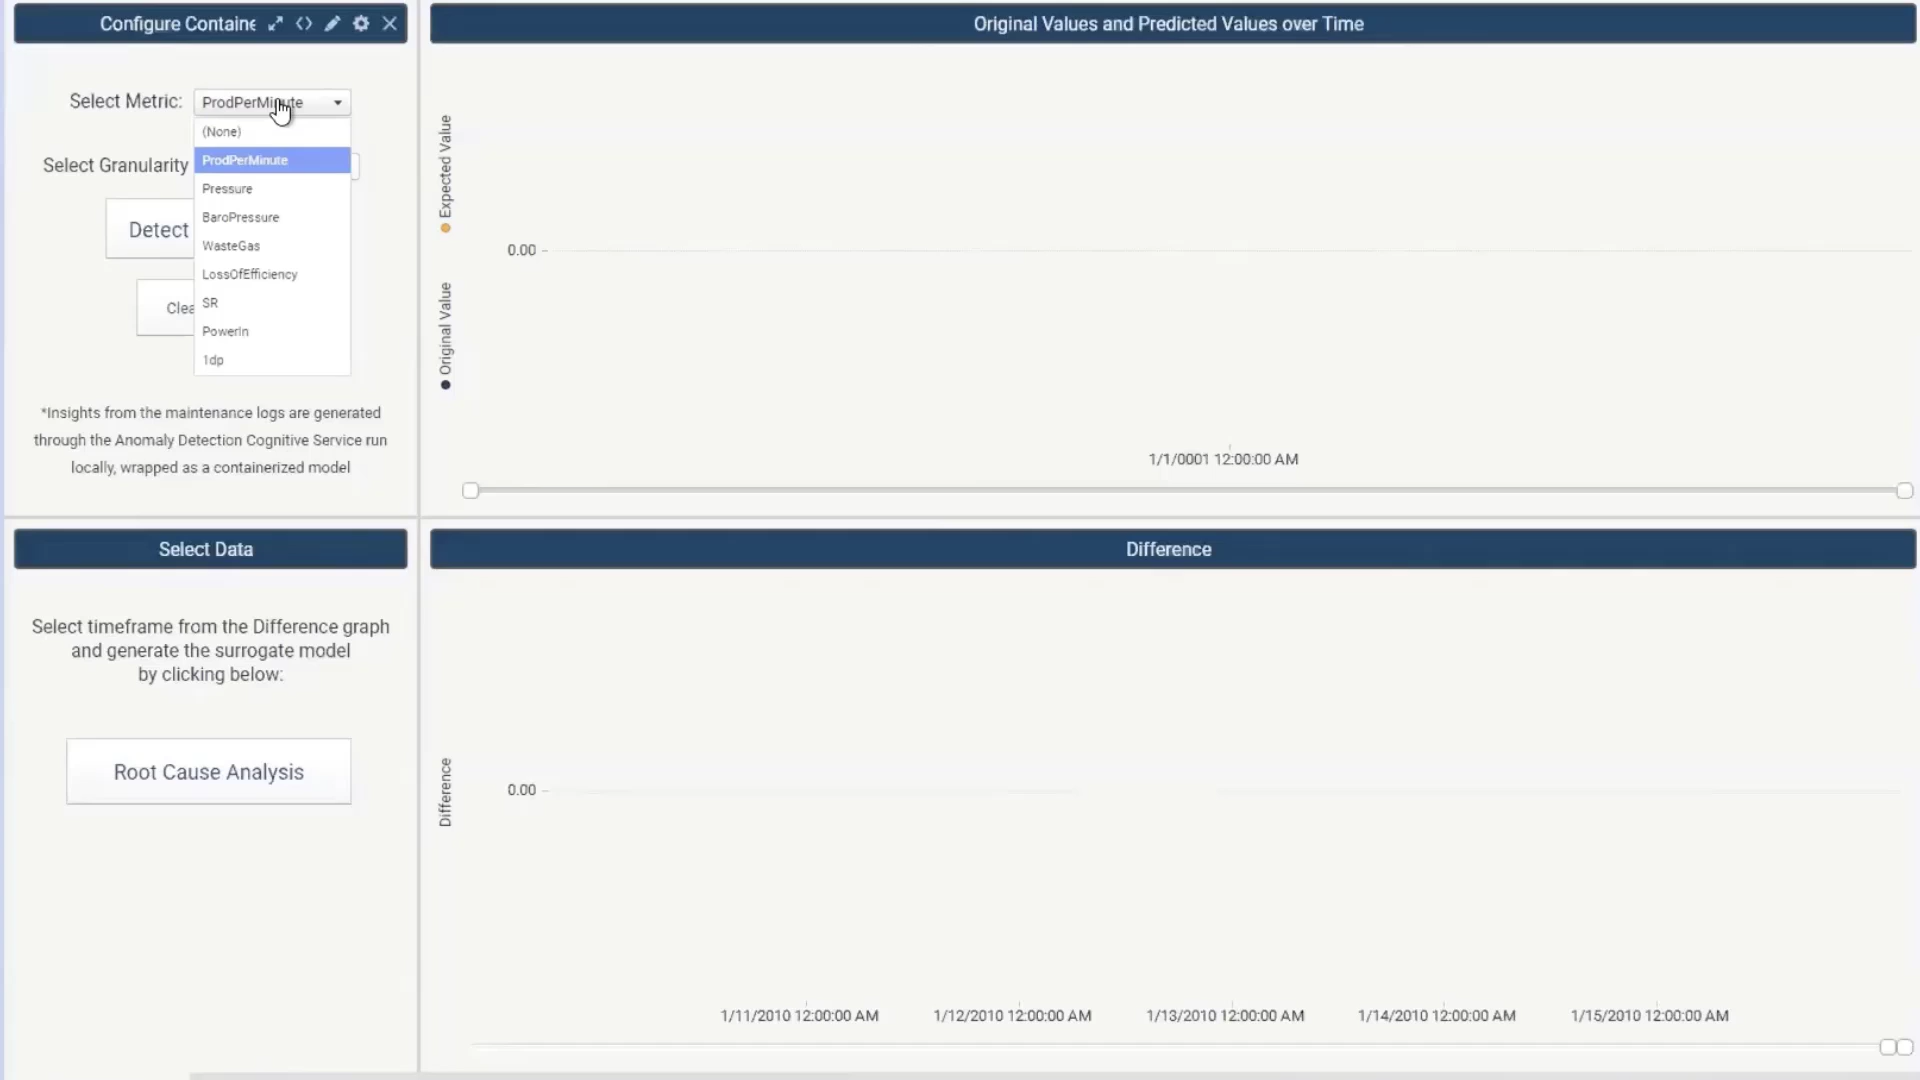 Configure Containe
Original Values and Predicted Values over Time
Select Metric:
ProdPerMinute
(None)
Select Granularity
ProdPerMinute
Pressure
BaroPressure
Detect
WasteGas
LossOfEfficiency
SR
Clea
PowerIn
1dp
*Insights from the maintenance logs are generated
through the Anomaly Detection Cognitive Service run
locally, wrapped as a containerized model
Expected Value
Original Value
0.00
1/1/0001 12:00:00 AM
Select Data
Difference
Select timeframe from the Difference graph
and generate the surrogate model
by clicking below:
Root Cause Analysis
Difference
0.00
1/11/2010 12:00:00 AM
1/12/2010 12:00:00 AM
1/13/2010 12:00:00 AM
1/14/2010 12:00:00 AM
1/15/2010 12:00:00 AM